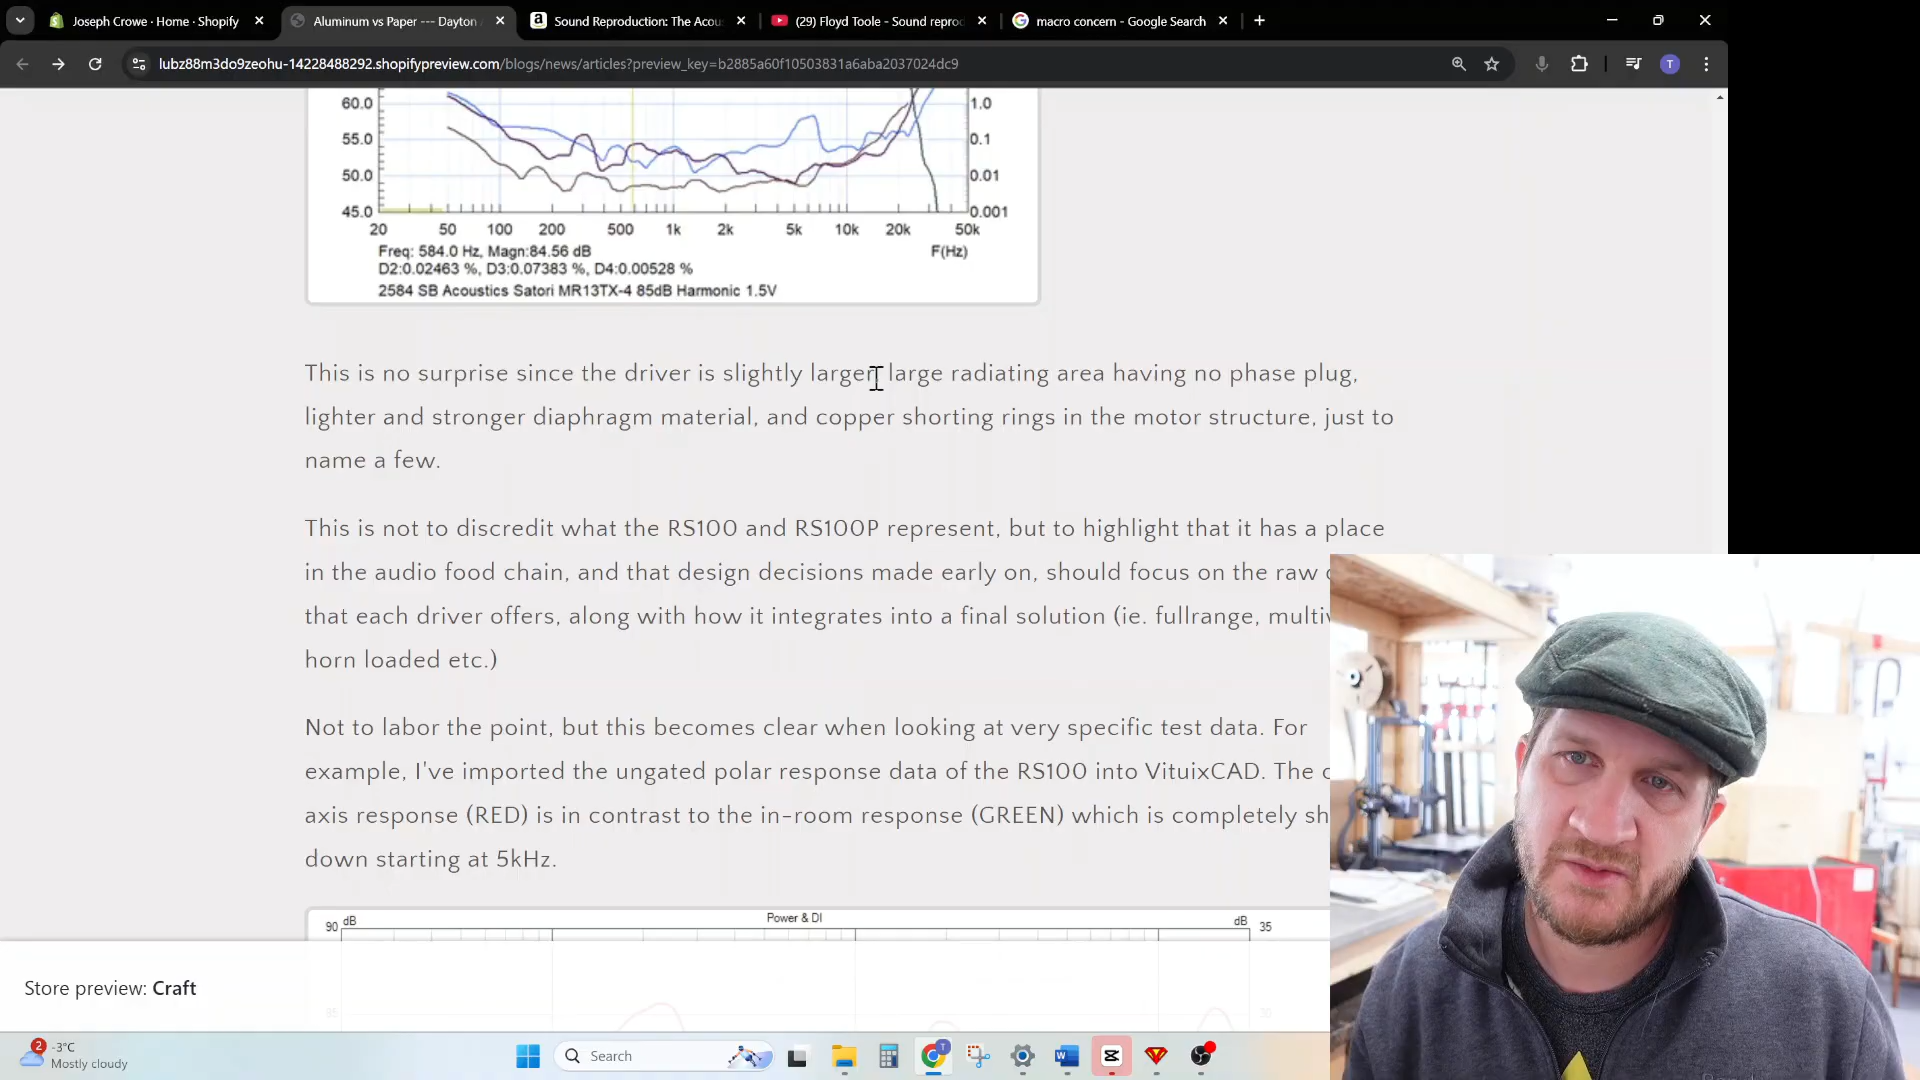 Joseph Crowe · Home · Shopify
Aluminum vs Paper --- Dayton
Sound Reproduction: The Acou
(29) Floyd Toole - Sound reprod
macro concern - Google Search
lubz88m3do9zeohu-14228488292.shopifypreview.com/blogs/news/articles?preview_key=b2885a60f10503831a6aba2037024dc9
T
60.0 1.0
55.0 0.1
50.0 0.01
45.0 0.001
20 50 100 200 500 1k 2k 5k 10k 20k 50k
Freq: 584.0 Hz, Magn:84.56 dB F(Hz)
D2:0.02463 %, D3:0.07383 %, D4:0.00528 %
2584 SB Acoustics Satori MR13TX-4 85dB Harmonic 1.5V
This is no surprise since the driver is slightly larger, large radiating area having no phase plug,
lighter and stronger diaphragm material, and copper shorting rings in the motor structure, just to
name a few.
This is not to discredit what the RS100 and RS100P represent, but to highlight that it has a place
in the audio food chain, and that design decisions made early on, should focus on the raw
that each driver offers, along with how it integrates into a final solution (ie. fullrange, multiv
horn loaded etc.)
Not to labor the point, but this becomes clear when looking at very specific test data. For
example, I've imported the ungated polar response data of the RS100 into VituixCAD. The
axis response (RED) is in contrast to the in-room response (GREEN) which is completely sh
down starting at 5kHz.
Power & DI
90 dB dB 35
85 30
Store preview: Craft
2
-3°C
Mostly cloudy
Search
T